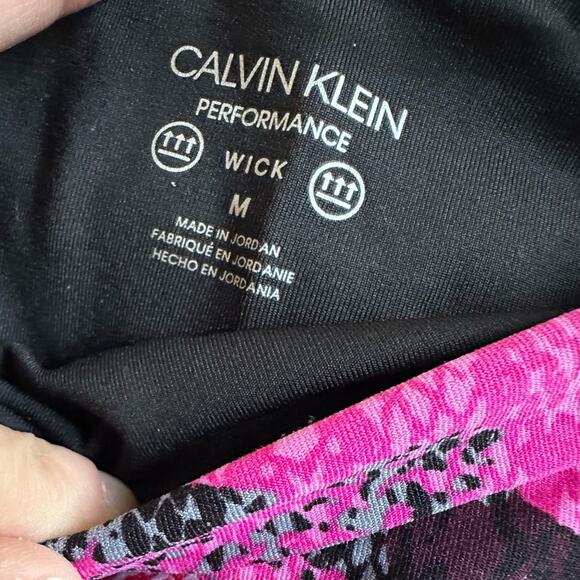 CALVIN KLEIN
PERFORMANCE
WICK
M
MADE IN JORDAN
FABRIQUÉ EN JORDANIE
HECHO EN JORDANIA